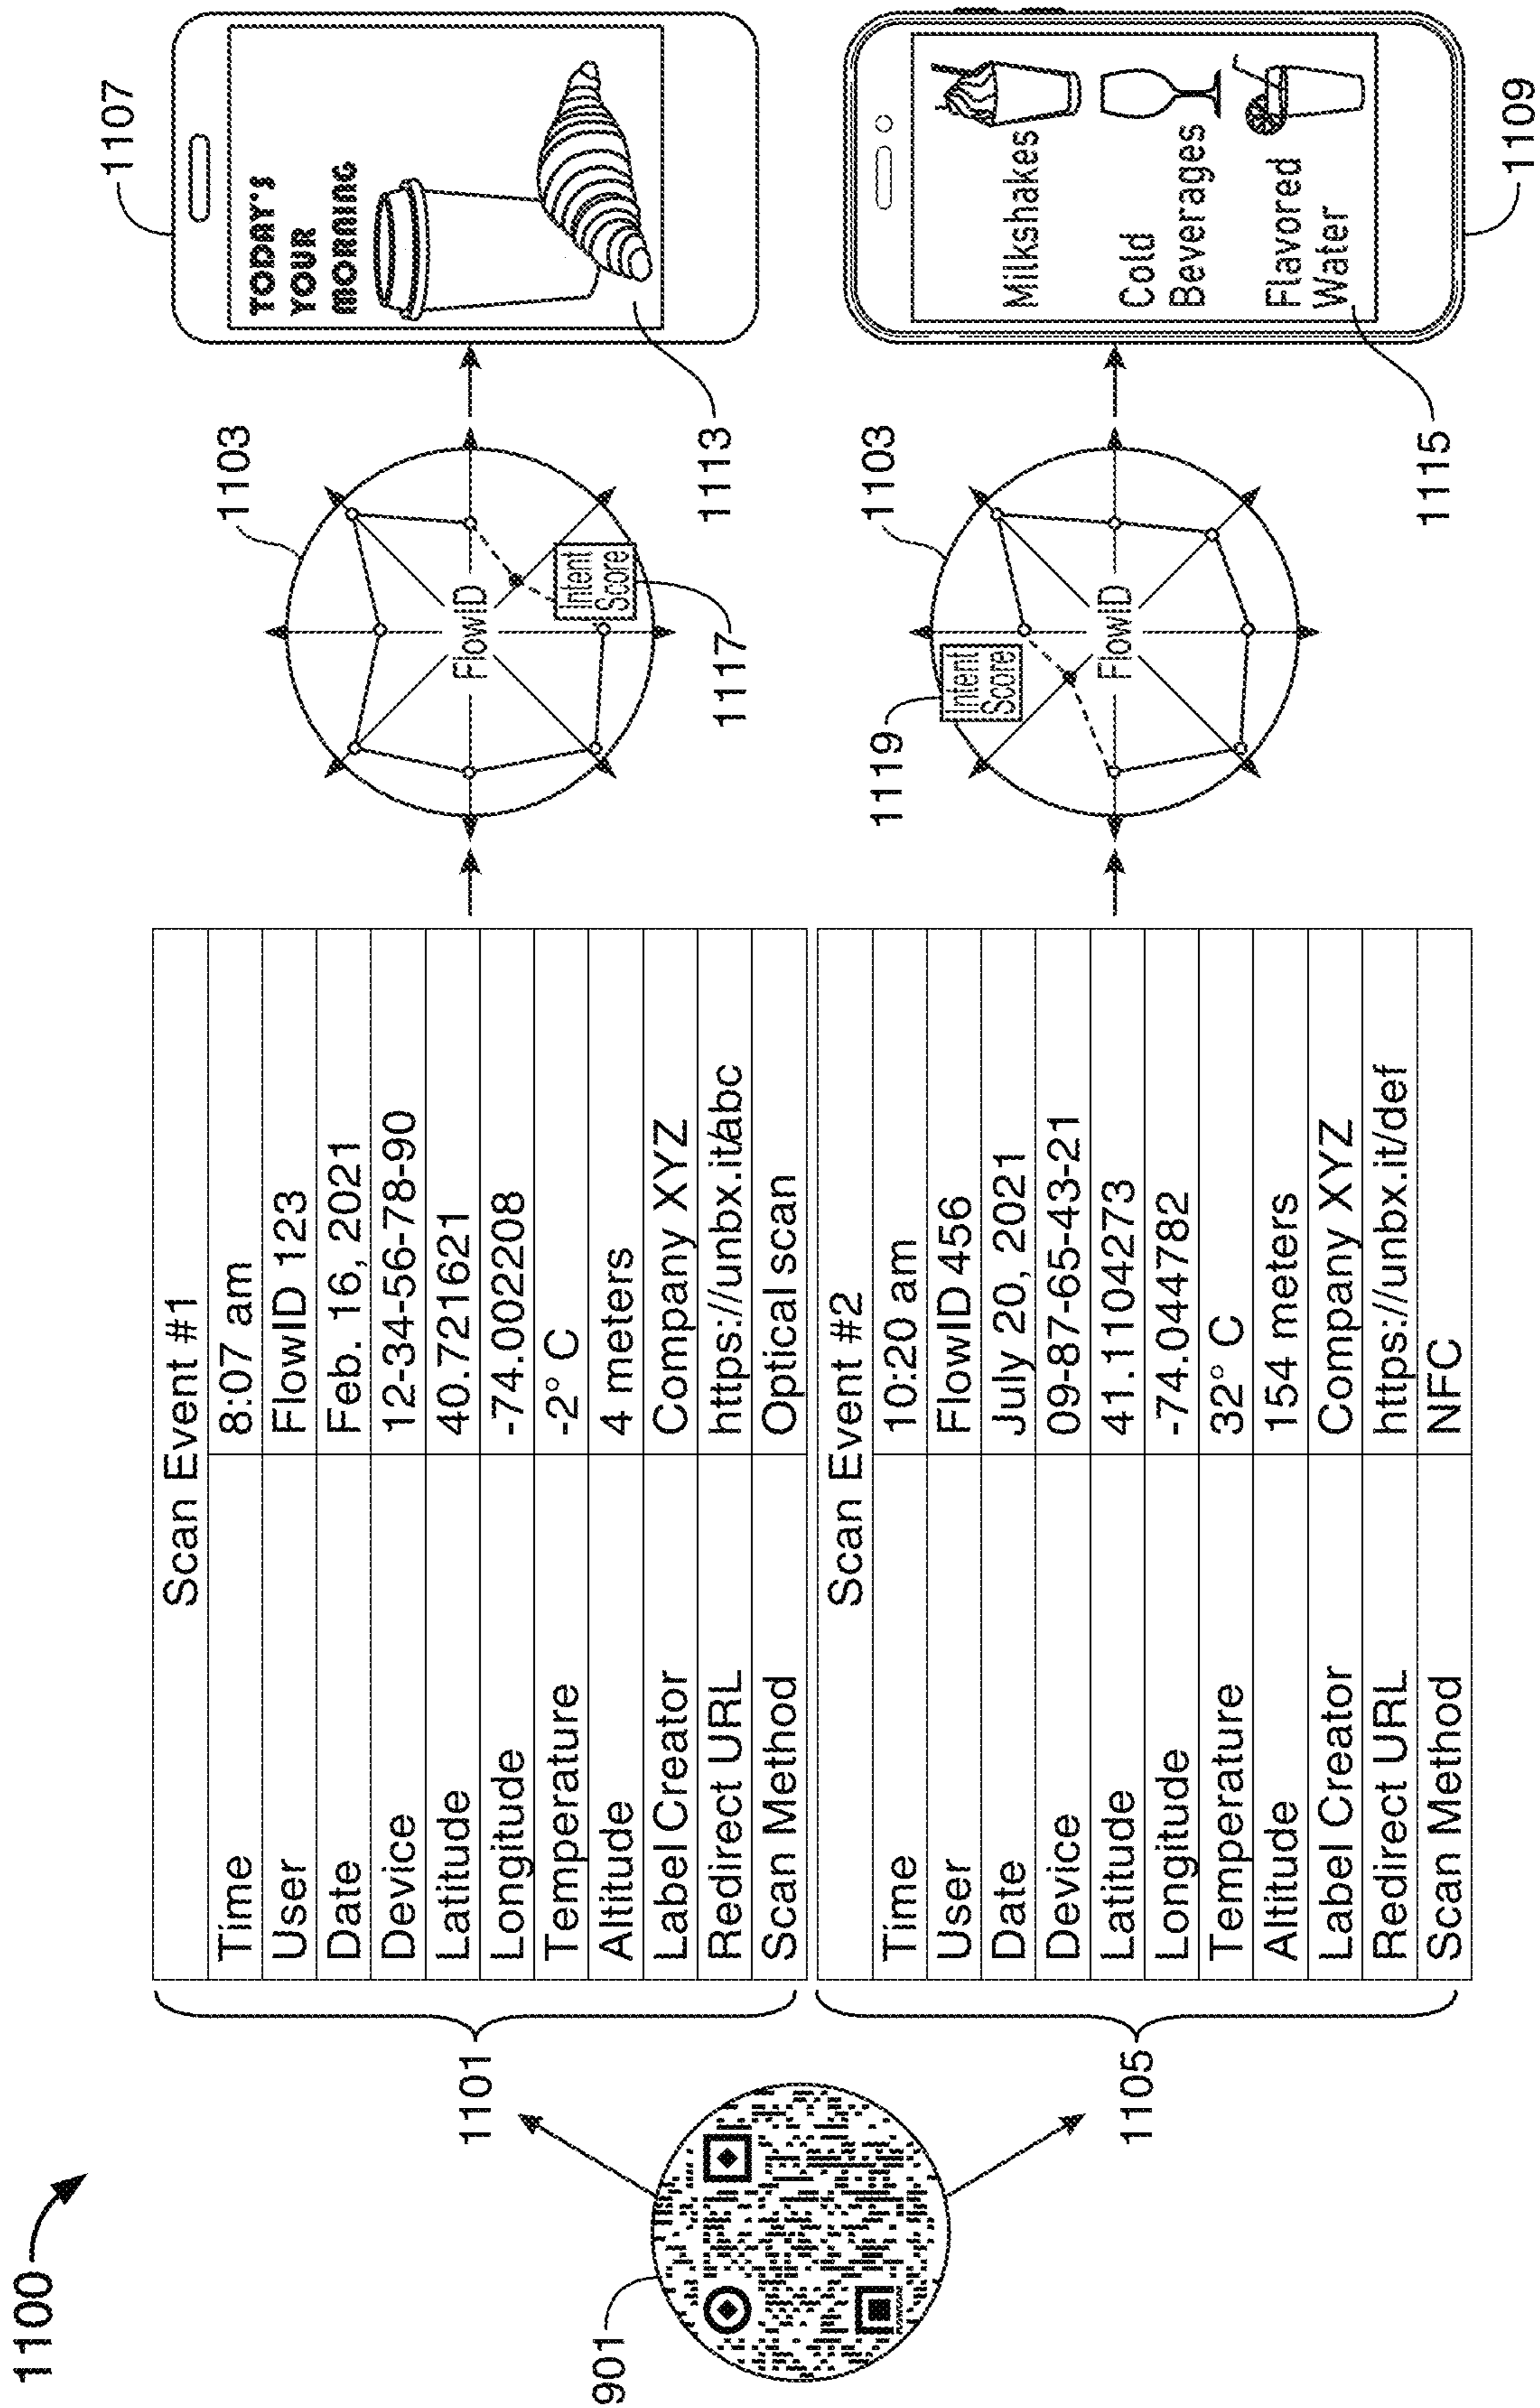 1100
901
1101
1105
Scan Event #1
Time 8:07 am
User FlowID 123
Date Feb. 16, 2021
Device 12-34-56-78-90
Latitude 40.721621
Longitude -74.002208
Temperature -2° C
Altitude 4 meters
Label Creator Company XYZ
Redirect URL https://unbx.it/abc
Scan Method Optical scan
Scan Event #2
Time 10:20 am
User FlowID 456
Date July 20, 2021
Device 09-87-65-43-21
Latitude 41.1104273
Longitude -74.044782
Temperature 32° C
Altitude 154 meters
Label Creator Company XYZ
Redirect URL https://unbx.it/def
Scan Method NFC
1103
FlowID
Intent
Score
1117
1107
TODAY'S
YOUR
MORNING
1113
1103
1119
Intent
Score
FlowID
Milkshakes
Cold
Beverages
Flavored
Water
1115
1109